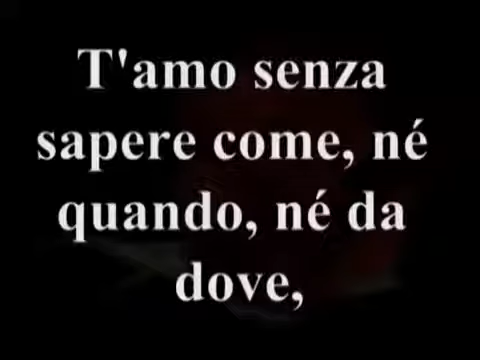 T'amo senza
sapere come, né
quando, né da
dove,